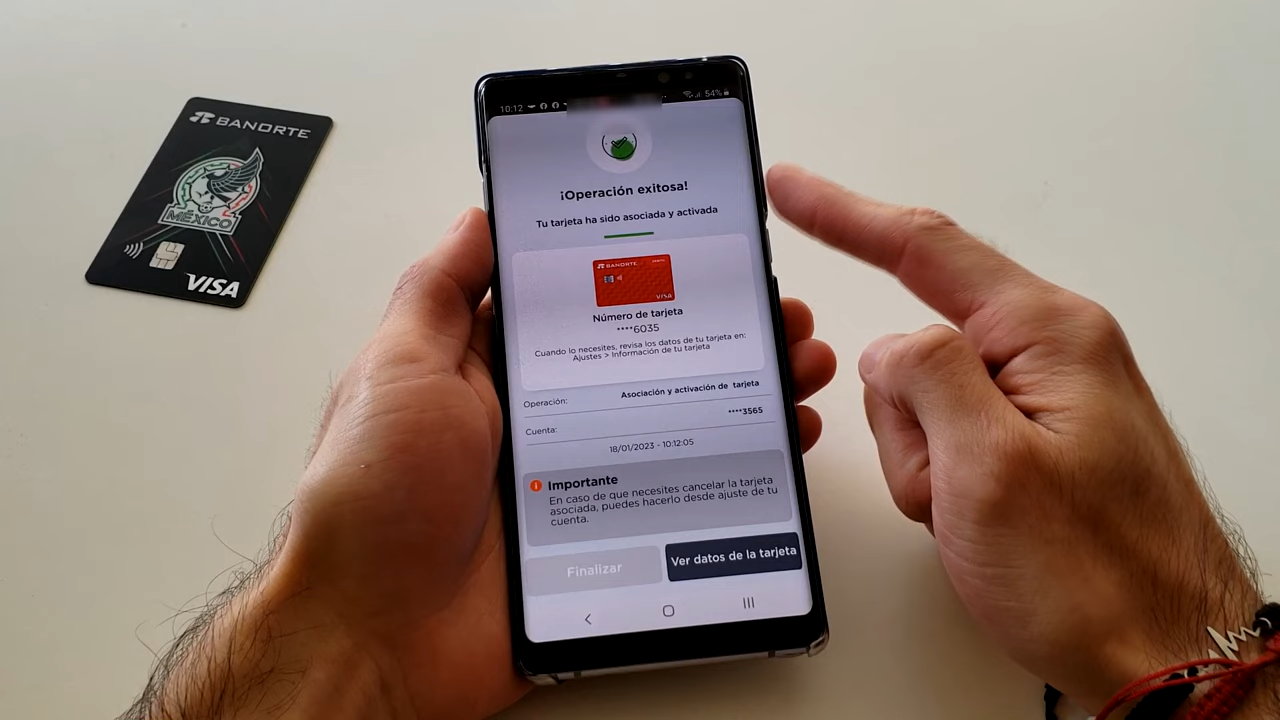 BANORTE
MÉXICO
VISA
10:12
54%
¡Operación exitosa!
Tu tarjeta ha sido asociada y activada
BANORTE
VISA
Número de tarjeta
****6035
Cuando lo necesites, revisa los datos de tu tarjeta en:
Ajustes > Información de tu tarjeta
Operación: Asociación y activación de tarjeta
Cuenta: ****3565
18/01/2023 - 10:12:05
Importante
En caso de que necesites cancelar la tarjeta
asociada, puedes hacerlo desde ajuste de tu
cuenta.
Finalizar
Ver datos de la tarjeta